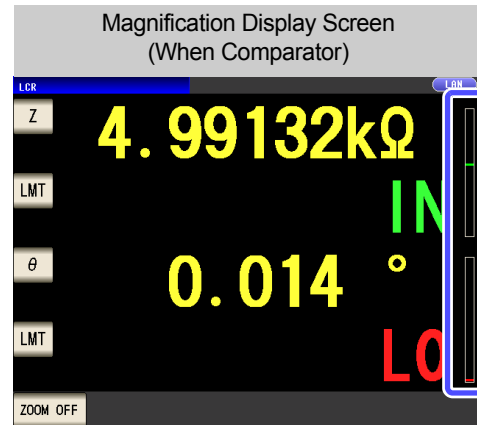 Magnification Display Screen
(When Comparator)
LCR
LAN
Z
4.99132kΩ
LMT
IN
θ
0.014 °
LMT
LO
ZOOM OFF